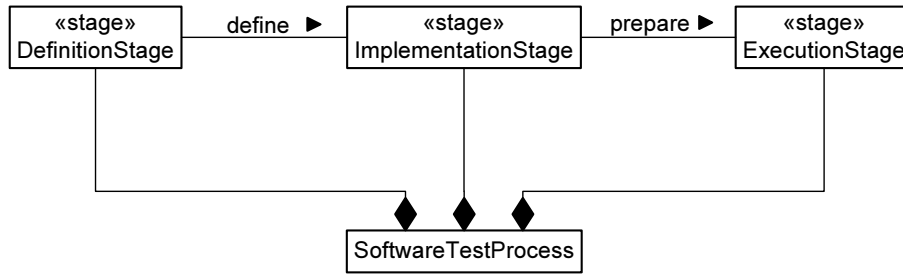 «stage»
DefinitionStage
define
«stage»
ImplementationStage
prepare
«stage»
ExecutionStage
SoftwareTestProcess